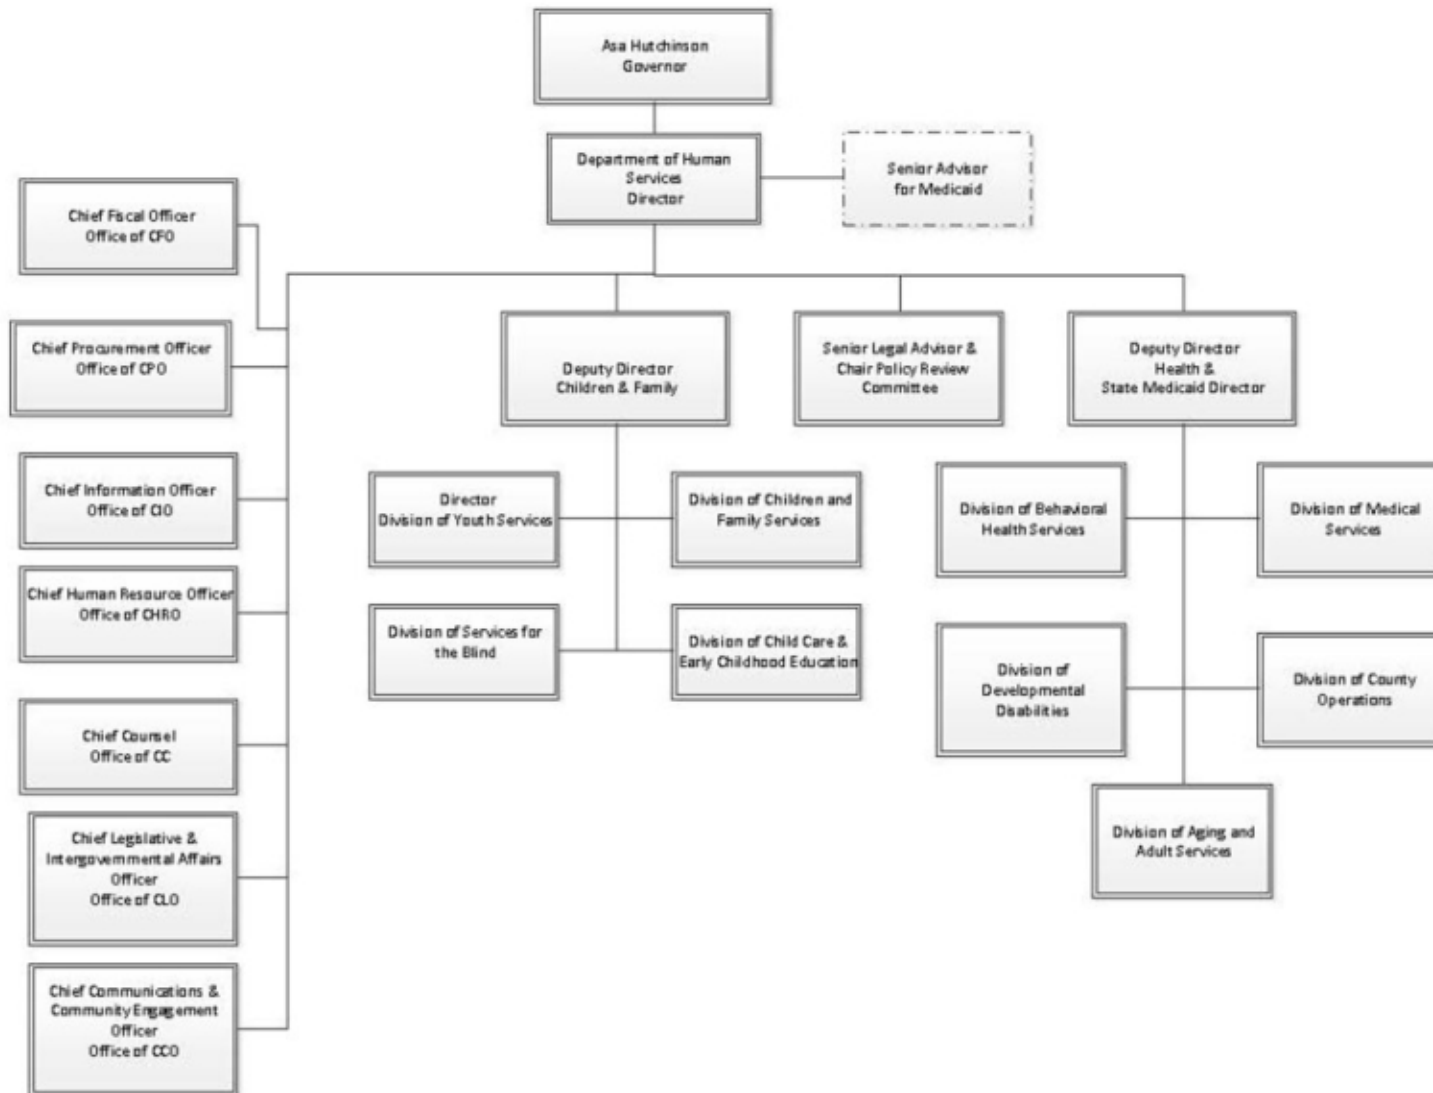 Asa Hutchinson
Governor
Department of Human
Services
Director
Senior Advisor
for Medicaid
Chief Fiscal Officer
Office of CFO
Chief Procurement Officer
Office of CPO
Chief Information Officer
Office of CIO
Chief Human Resource Officer
Office of CHRO
Chief Counsel
Office of CC
Chief Legislative &
Intergovernmental Affairs
Officer
Office of CLO
Chief Communications &
Community Engagement
Officer
Office of CCO
Deputy Director
Children & Family
Senior Legal Advisor &
Chair Policy Review
Committee
Deputy Director
Health &
State Medicaid Director
Director
Division of Youth Services
Division of Children and
Family Services
Division of Services for
the Blind
Division of Child Care &
Early Childhood Education
Division of Behavioral
Health Services
Division of Medical
Services
Division of
Developmental
Disabilities
Division of County
Operations
Division of Aging and
Adult Services